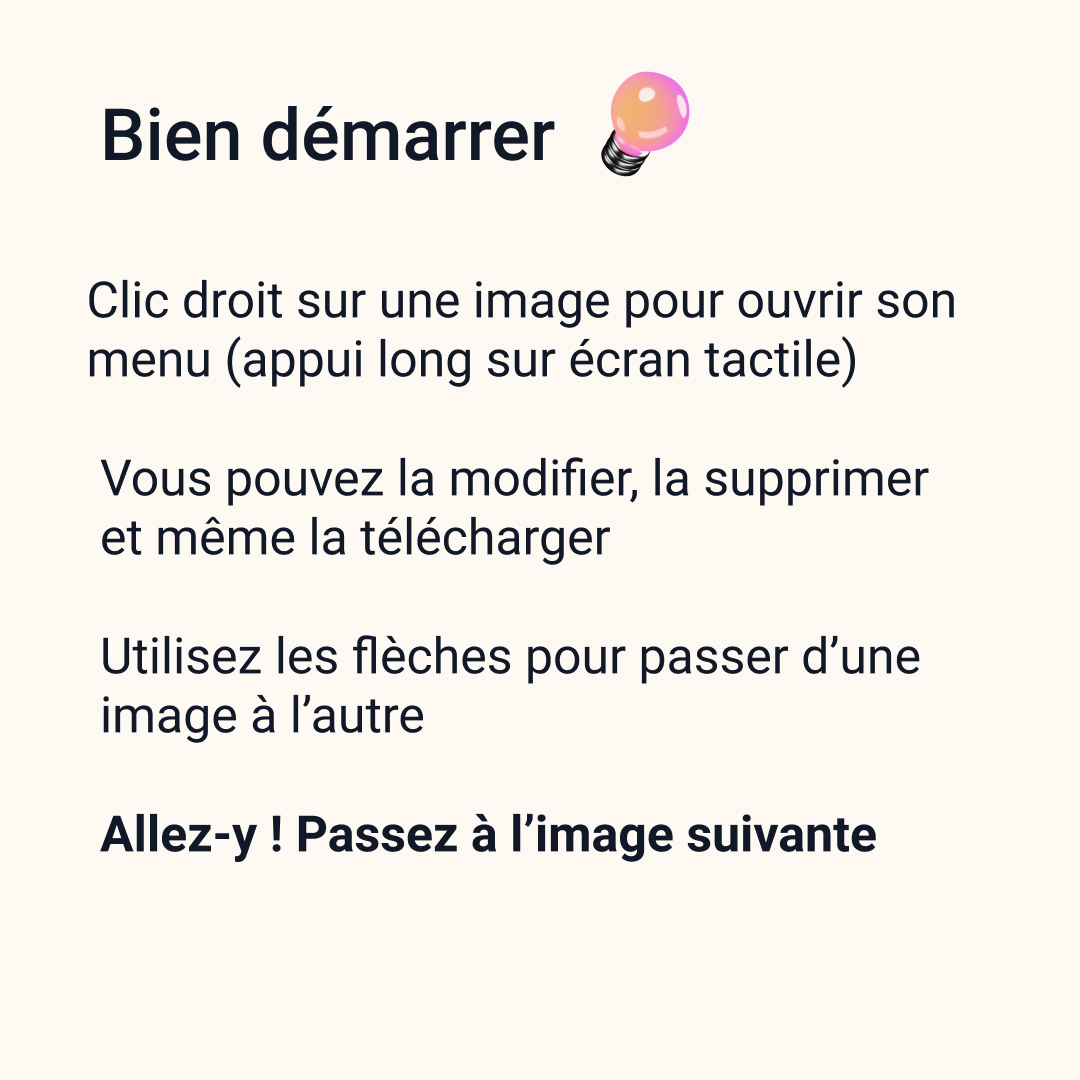 Bien démarrer
Clic droit sur une image pour ouvrir son
menu (appui long sur écran tactile)
Vous pouvez la modifier, la supprimer
et même la télécharger
Utilisez les flèches pour passer d’une
image à l’autre
Allez-y ! Passez à l’image suivante